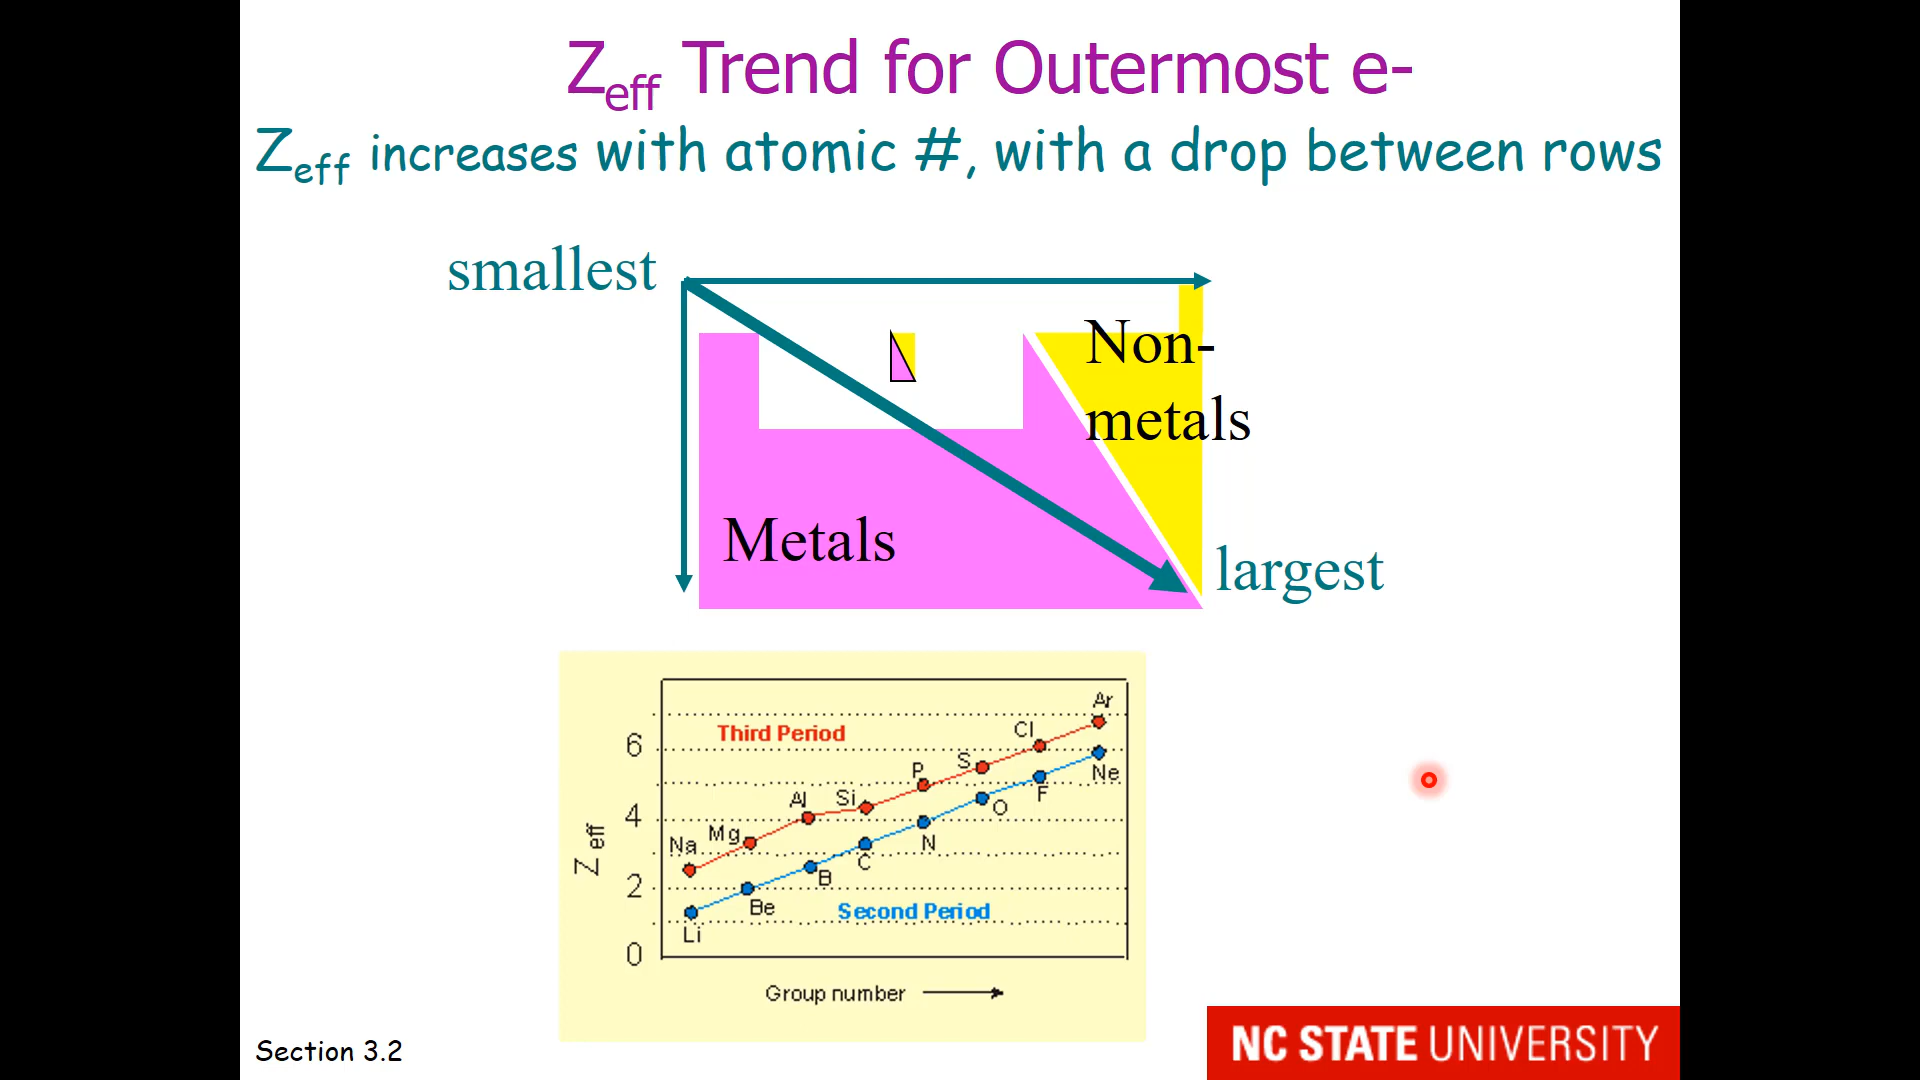 Zeff Trend for Outermost e-
Zeff increases with atomic #, with a drop between rows
smallest
Non-
metals
Metals
largest
Third Period
Ar
Cl
S
P
Si
Al
Mg
Na
Ne
F
O
N
C
B
Be
Li
Second Period
6
4
2
0
Zeff
Group number
Section 3.2
NC STATE UNIVERSITY